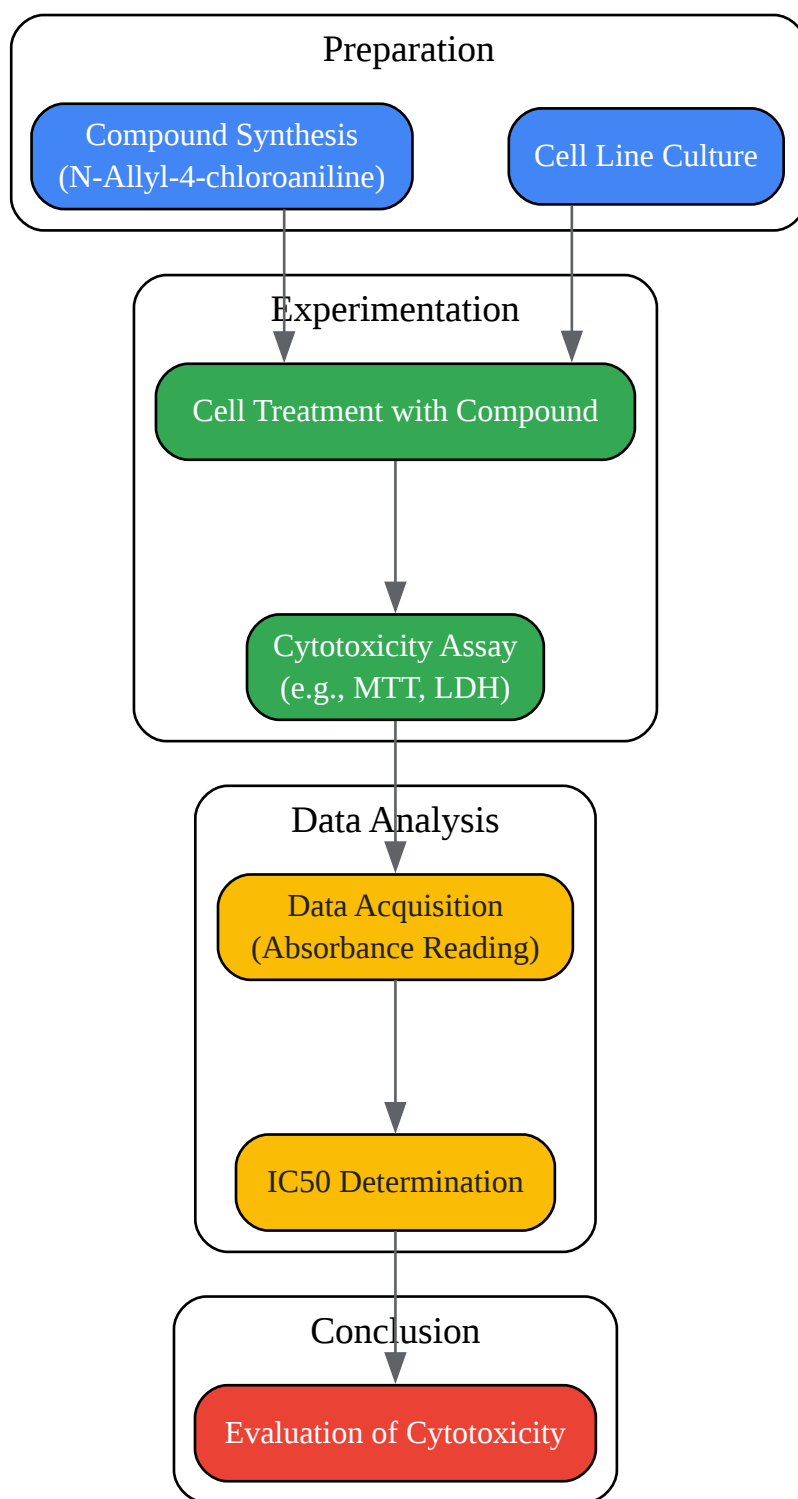 Preparation
Compound Synthesis
(N-Allyl-4-chloroaniline)
Cell Line Culture
Experimentation
Cell Treatment with Compound
Cytotoxicity Assay
(e.g., MTT, LDH)
Data Analysis
Data Acquisition
(Absorbance Reading)
IC50 Determination
Conclusion
Evaluation of Cytotoxicity